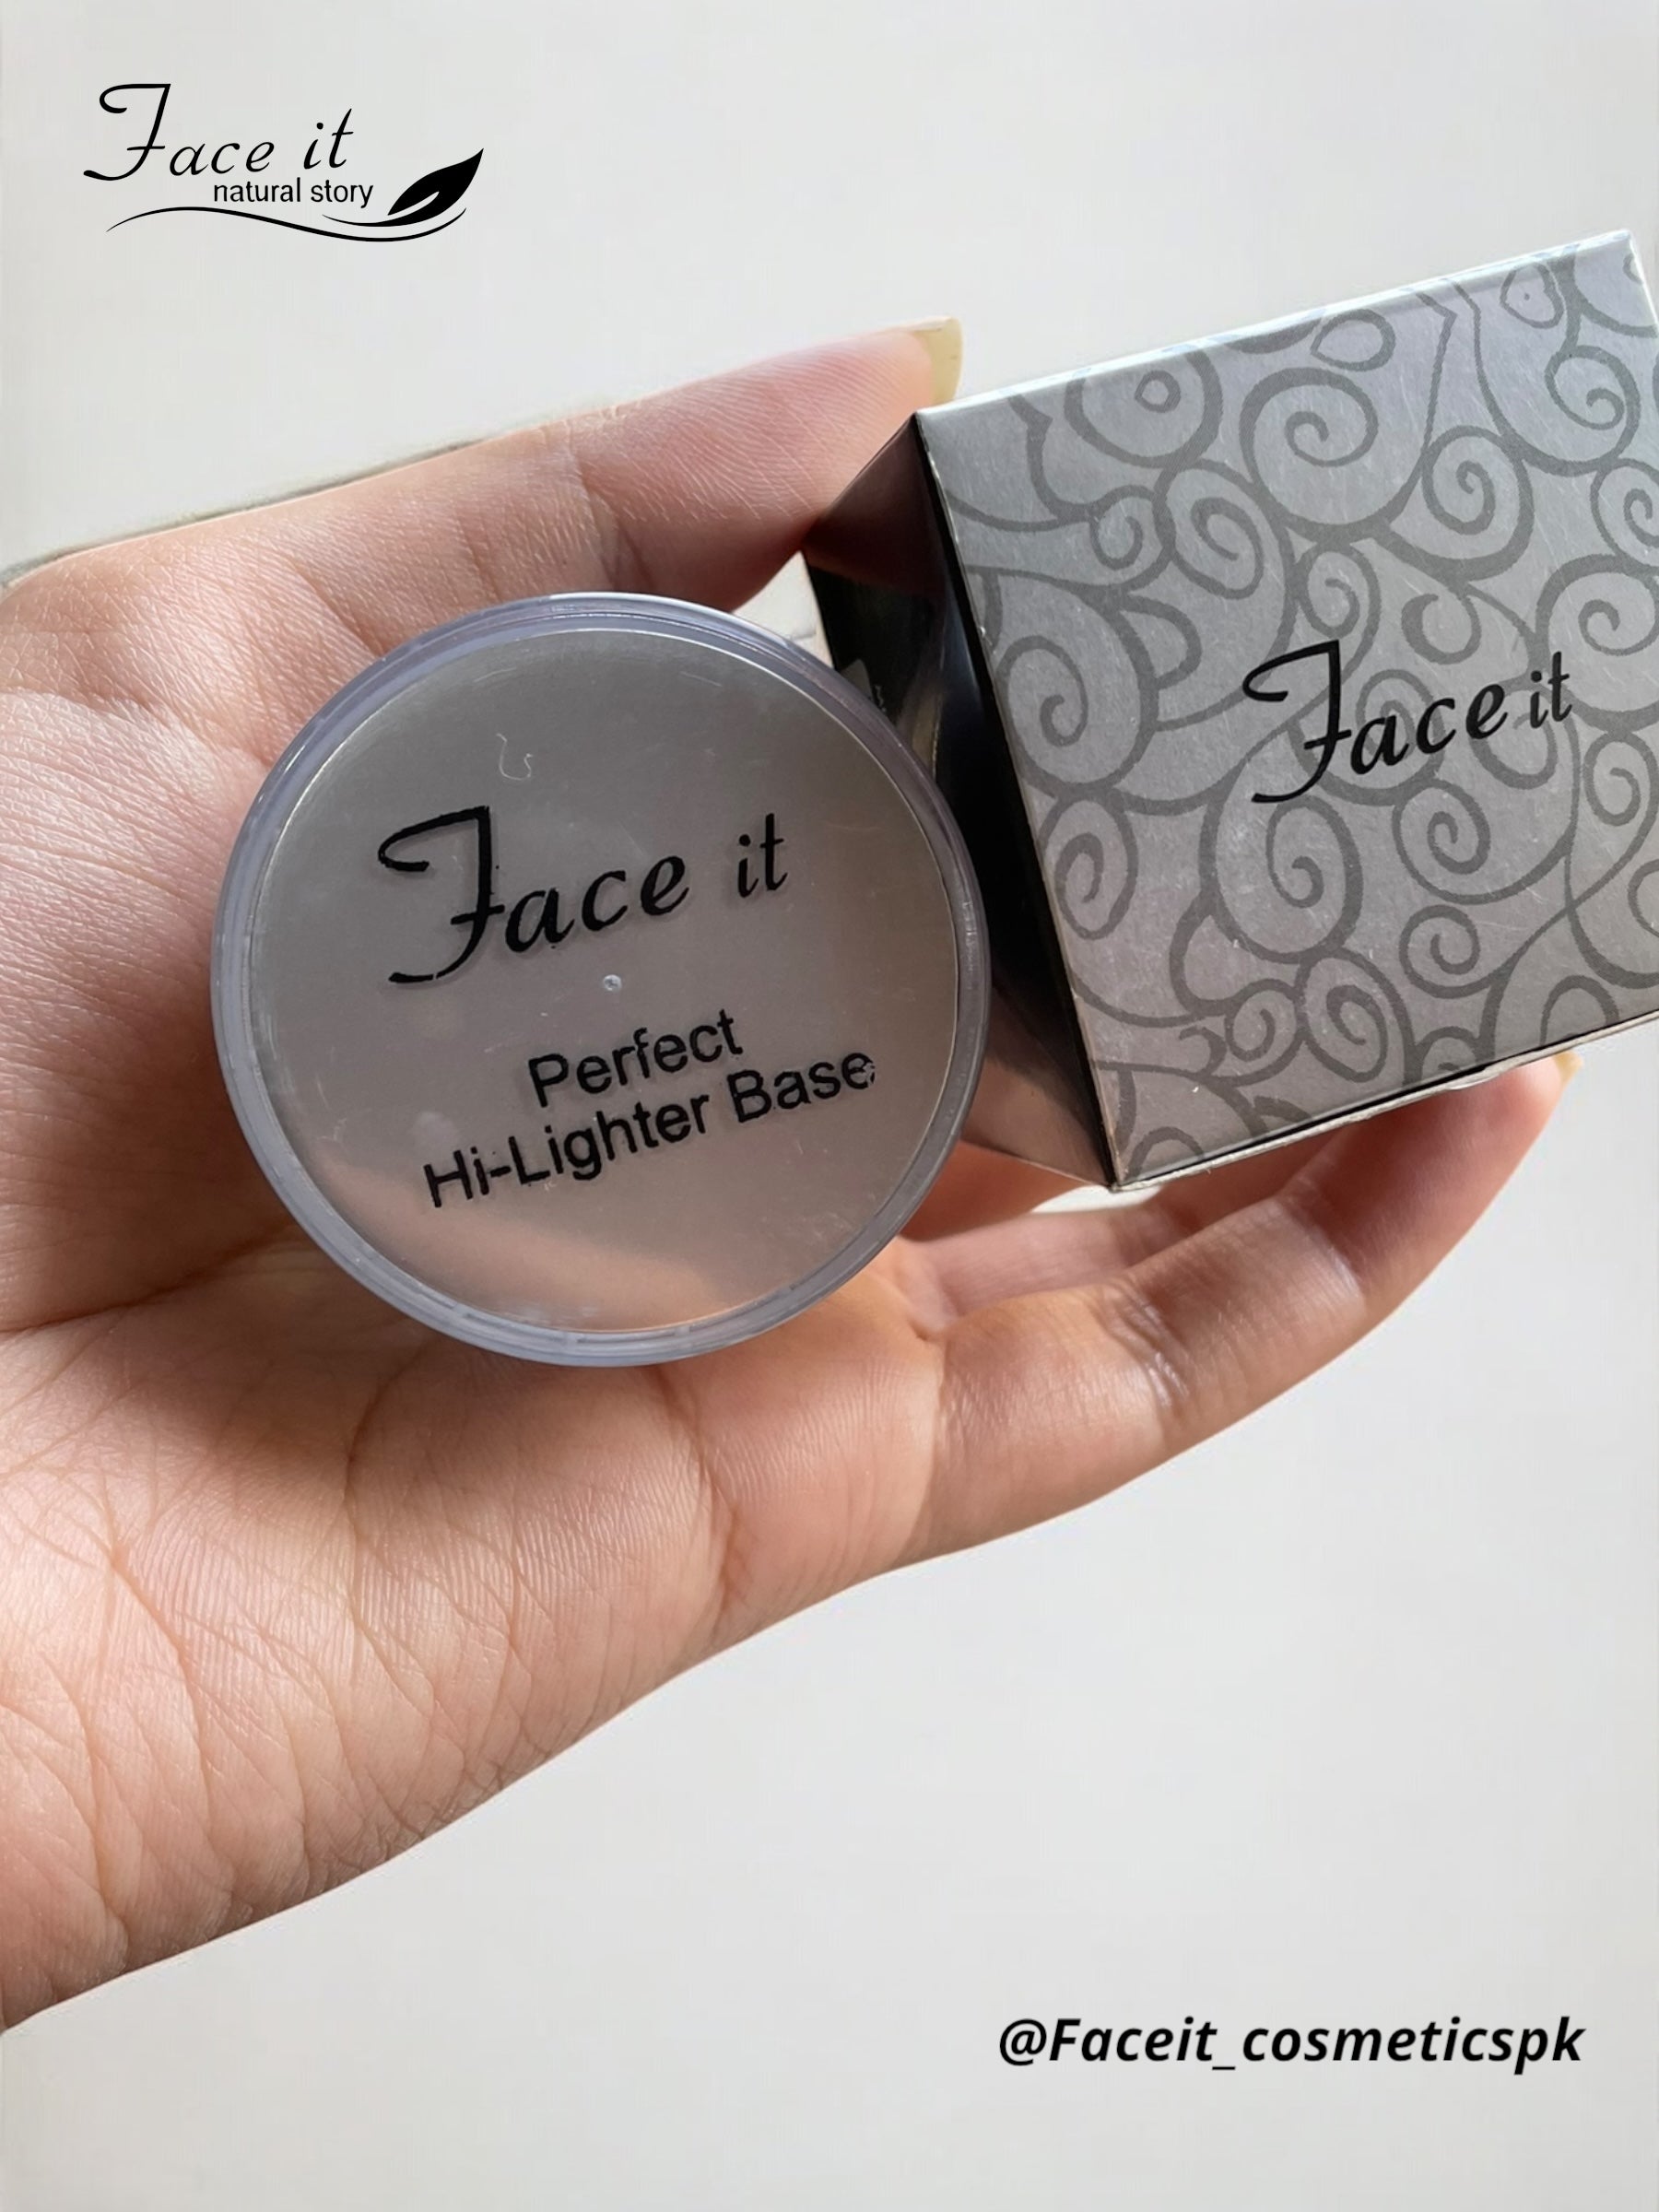 Face it
natural story
Face it
Face it
Perfect
Hi-Lighter Base
@Faceit_cosmeticspk